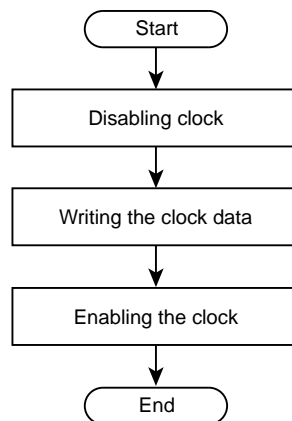 Start
Disabling clock
Writing the clock data
Enabling the clock
End